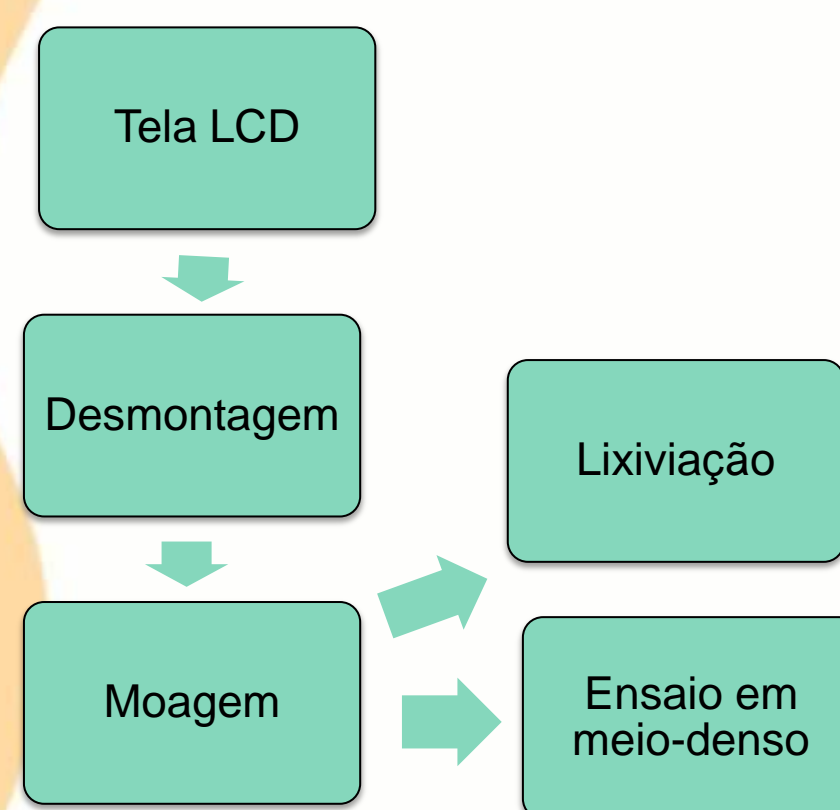 Tela LCD
Desmontagem
Lixiviação
Moagem
Ensaio em
meio-denso